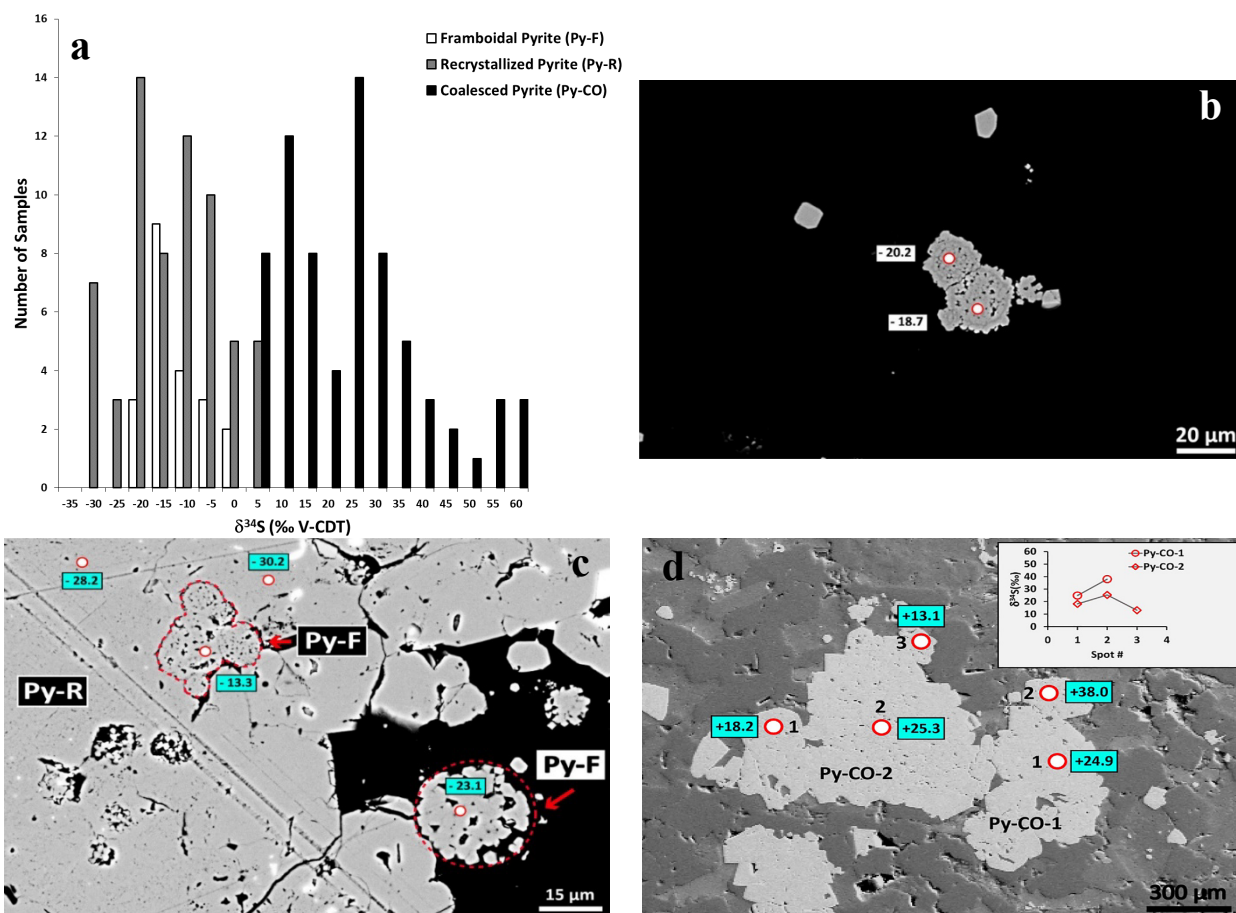 a
Framboidal Pyrite (Py-F)
Recrystallized Pyrite (Py-R)
Coalesced Pyrite (Py-CO)
Number of Samples
16
14
12
10
8
6
4
2
0
-35 -30 -25 -20 -15 -10 -5 0 5 10 15 20 25 30 35 40 45 50 55 60
δ³⁴S (‰ V-CDT)
b
- 20.2
- 18.7
20 µm
c
- 28.2
- 30.2
Py-F
Py-R
- 13.3
Py-F
- 23.1
15 µm
d
Py-CO-1
Py-CO-2
δ³⁴S(‰)
60
50
40
30
20
10
0
0 1 2 3 4
Spot #
+13.1
3
2
+38.0
+18.2
1
2
+25.3
1
+24.9
Py-CO-2
Py-CO-1
300 µm